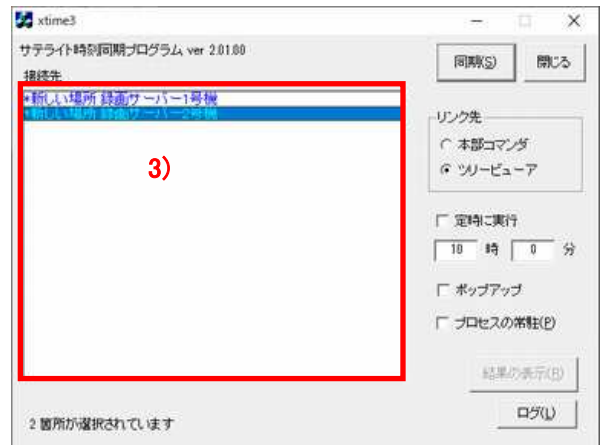 xtime3
サテライト時刻同期プログラム ver 2.01.00
同期(S)
閉じる
接続先
*新しい場所 録画サーバー1号機
*新しい場所 録画サーバー2号機
3)
リンク先
本部コマンダ
ツリービューア
定時に実行
10 時 0 分
ポップアップ
プロセスの常駐(P)
結果の表示(R)
ログ(L)
2 箇所が選択されています